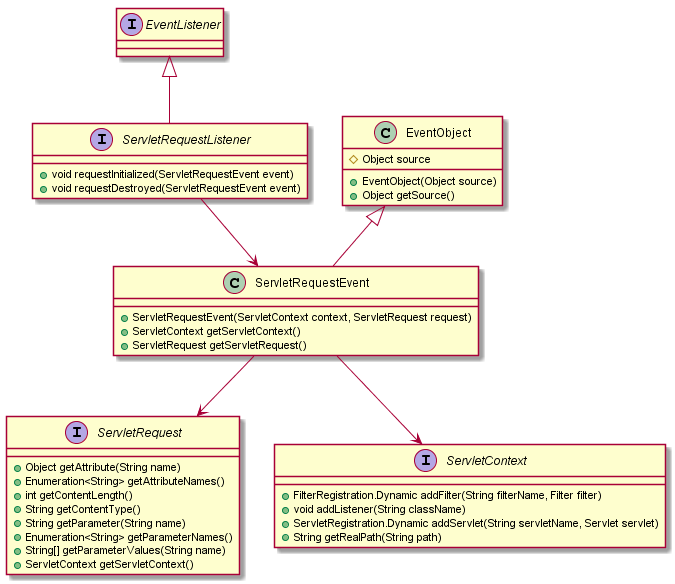 I EventListener
I ServletRequestListener
void requestInitialized(ServletRequestEvent event)
void requestDestroyed(ServletRequestEvent event)
C EventObject
Object source
EventObject(Object source)
Object getSource()
C ServletRequestEvent
ServletRequestEvent(ServletContext context, ServletRequest request)
ServletContext getServletContext()
ServletRequest getServletRequest()
I ServletRequest
Object getAttribute(String name)
Enumeration<String> getAttributeNames()
int getContentLength()
String getContentType()
String getParameter(String name)
Enumeration<String> getParameterNames()
String[] getParameterValues(String name)
ServletContext getServletContext()
I ServletContext
FilterRegistration.Dynamic addFilter(String filterName, Filter filter)
void addListener(String className)
ServletRegistration.Dynamic addServlet(String servletName, Servlet servlet)
String getRealPath(String path)